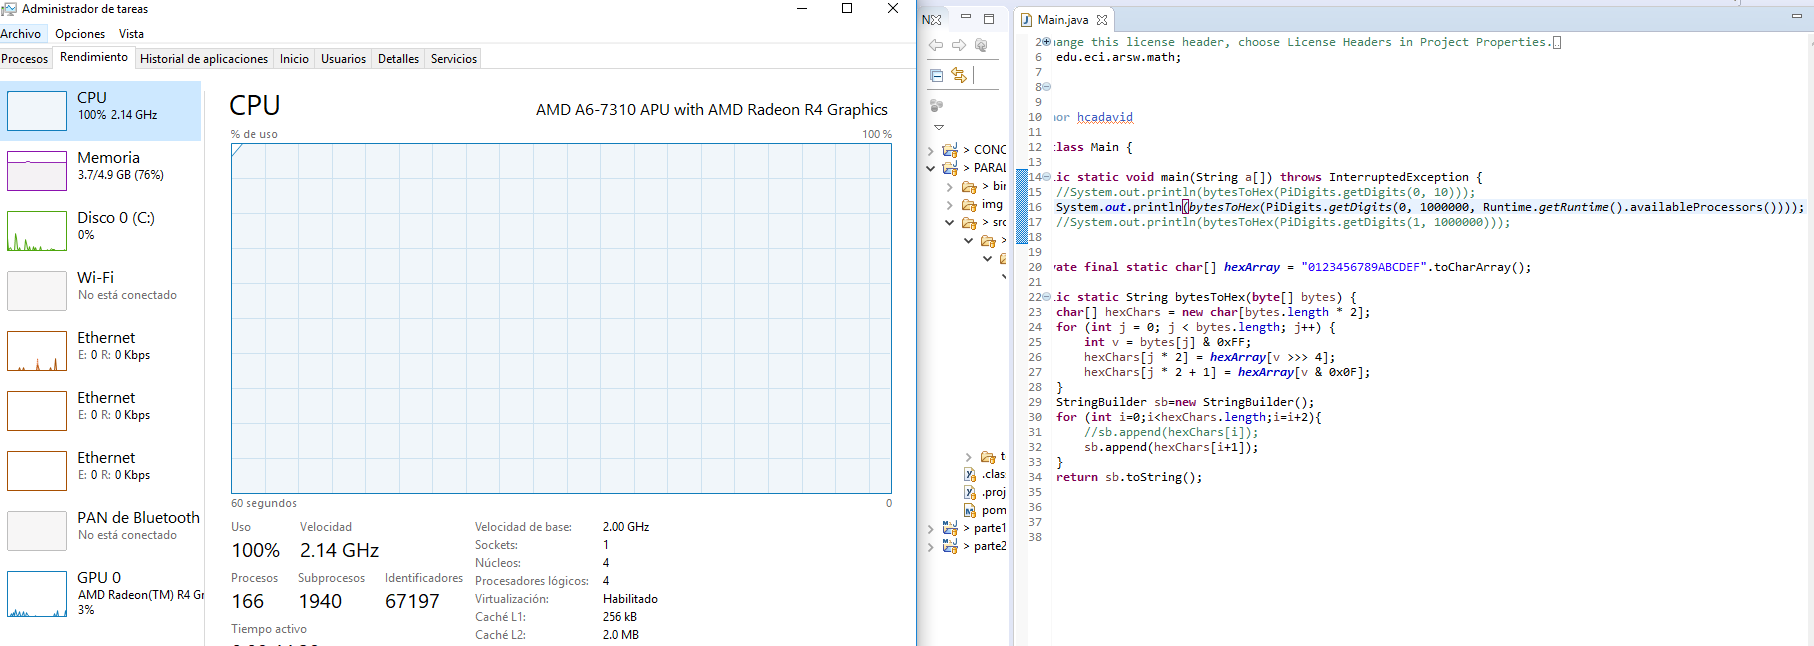 Administrador de tareas
Archivo Opciones Vista
Procesos Rendimiento Historial de aplicaciones Inicio Usuarios Detalles Servicios
CPU
100% 2.14 GHz
Memoria
3.7/4.9 GB (76%)
Disco 0 (C:)
0%
Wi-Fi
No está conectado
Ethernet
E: 0 R: 0 Kbps
Ethernet
E: 0 R: 0 Kbps
Ethernet
E: 0 R: 0 Kbps
PAN de Bluetooth
No está conectado
GPU 0
AMD Radeon(TM) R4 Gr
3%
CPU
AMD A6-7310 APU with AMD Radeon R4 Graphics
% de uso 100 %
60 segundos 0
Uso Velocidad
100% 2.14 GHz
Procesos Subprocesos Identificadores
166 1940 67197
Tiempo activo
Velocidad de base: 2.00 GHz
Sockets: 1
Núcleos: 4
Procesadores lógicos: 4
Virtualización: Habilitado
Caché L1: 256 kB
Caché L2: 2.0 MB
> CONC
> PARAL
> bin
img
> src
>
t
.clas
.proj
pom
> parte1
> parte2
Main.java
2 ange this license header, choose License Headers in Project Properties.
6 edu.eci.arsw.math;
7
8
9
10 or hcadavid
11
12 class Main {
13
14 ic static void main(String a[]) throws InterruptedException {
15 //System.out.println(bytesToHex(PiDigits.getDigits(0, 10)));
16 System.out.println(bytesToHex(PiDigits.getDigits(0, 1000000, Runtime.getRuntime().availableProcessors())));
17 //System.out.println(bytesToHex(PiDigits.getDigits(1, 1000000)));
18
19
20 vate final static char[] hexArray = "0123456789ABCDEF".toCharArray();
21
22 ic static String bytesToHex(byte[] bytes) {
23 char[] hexChars = new char[bytes.length * 2];
24 for (int j = 0; j < bytes.length; j++) {
25 int v = bytes[j] & 0xFF;
26 hexChars[j * 2] = hexArray[v >>> 4];
27 hexChars[j * 2 + 1] = hexArray[v & 0x0F];
28 }
29 StringBuilder sb=new StringBuilder();
30 for (int i=0;i<hexChars.length;i=i+2){
31 //sb.append(hexChars[i]);
32 sb.append(hexChars[i+1]);
33 }
34 return sb.toString();
35
36
37
38